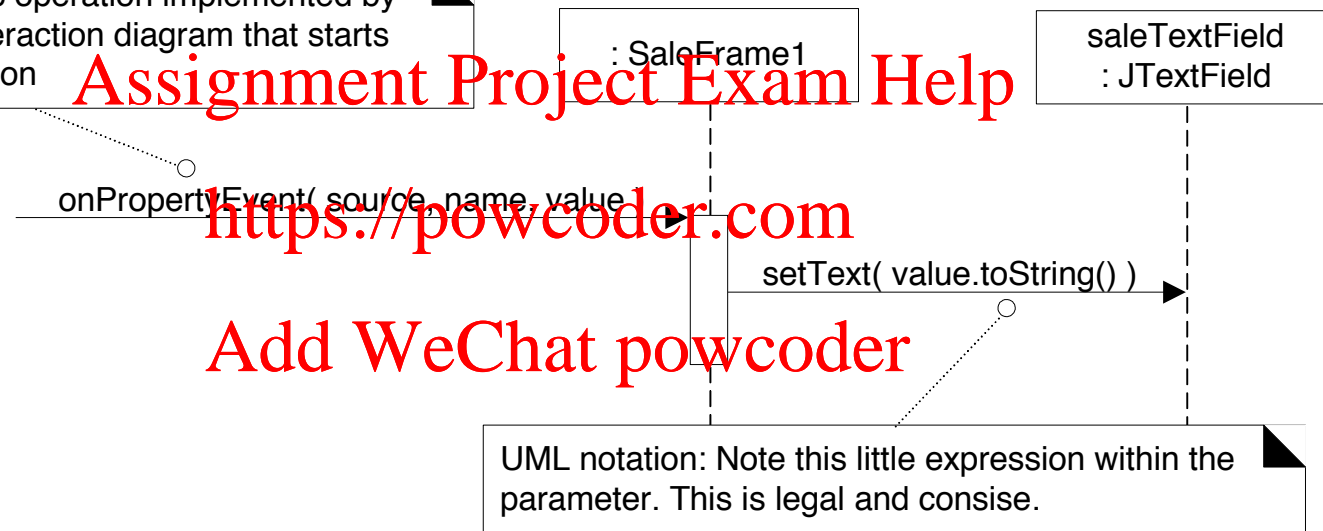 operation implemented by
eraction diagram that starts
on
: SaleFrame1
saleTextField
: JTextField
Assignment Project Exam Help
onPropertyEvent( source, name, value )
https://powcoder.com
setText( value.toString() )
Add WeChat powcoder
UML notation: Note this little expression within the
parameter. This is legal and consise.